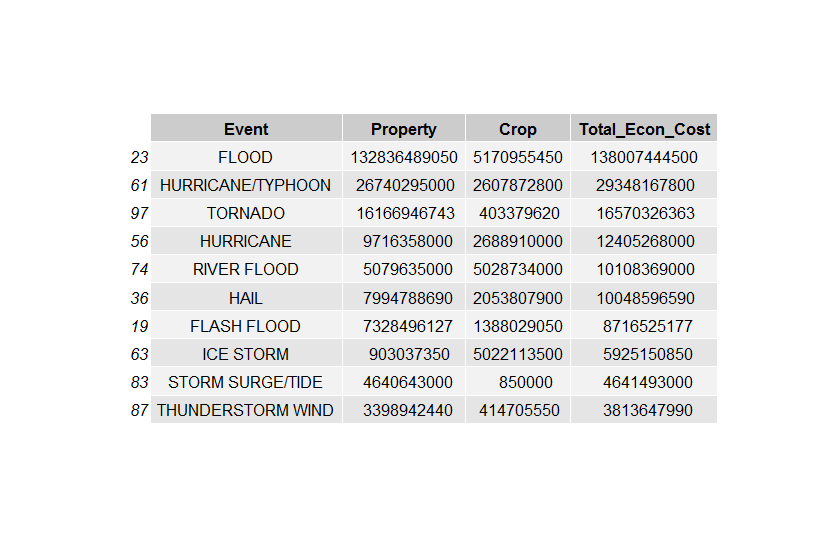 Event Property Crop Total_Econ_Cost
23 FLOOD 132836489050 5170955450 138007444500
61 HURRICANE/TYPHOON 26740295000 2607872800 29348167800
97 TORNADO 16166946743 403379620 16570326363
56 HURRICANE 9716358000 2688910000 12405268000
74 RIVER FLOOD 5079635000 5028734000 10108369000
36 HAIL 7994788690 2053807900 10048596590
19 FLASH FLOOD 7328496127 1388029050 8716525177
63 ICE STORM 903037350 5022113500 5925150850
83 STORM SURGE/TIDE 4640643000 850000 4641493000
87 THUNDERSTORM WIND 3398942440 414705550 3813647990